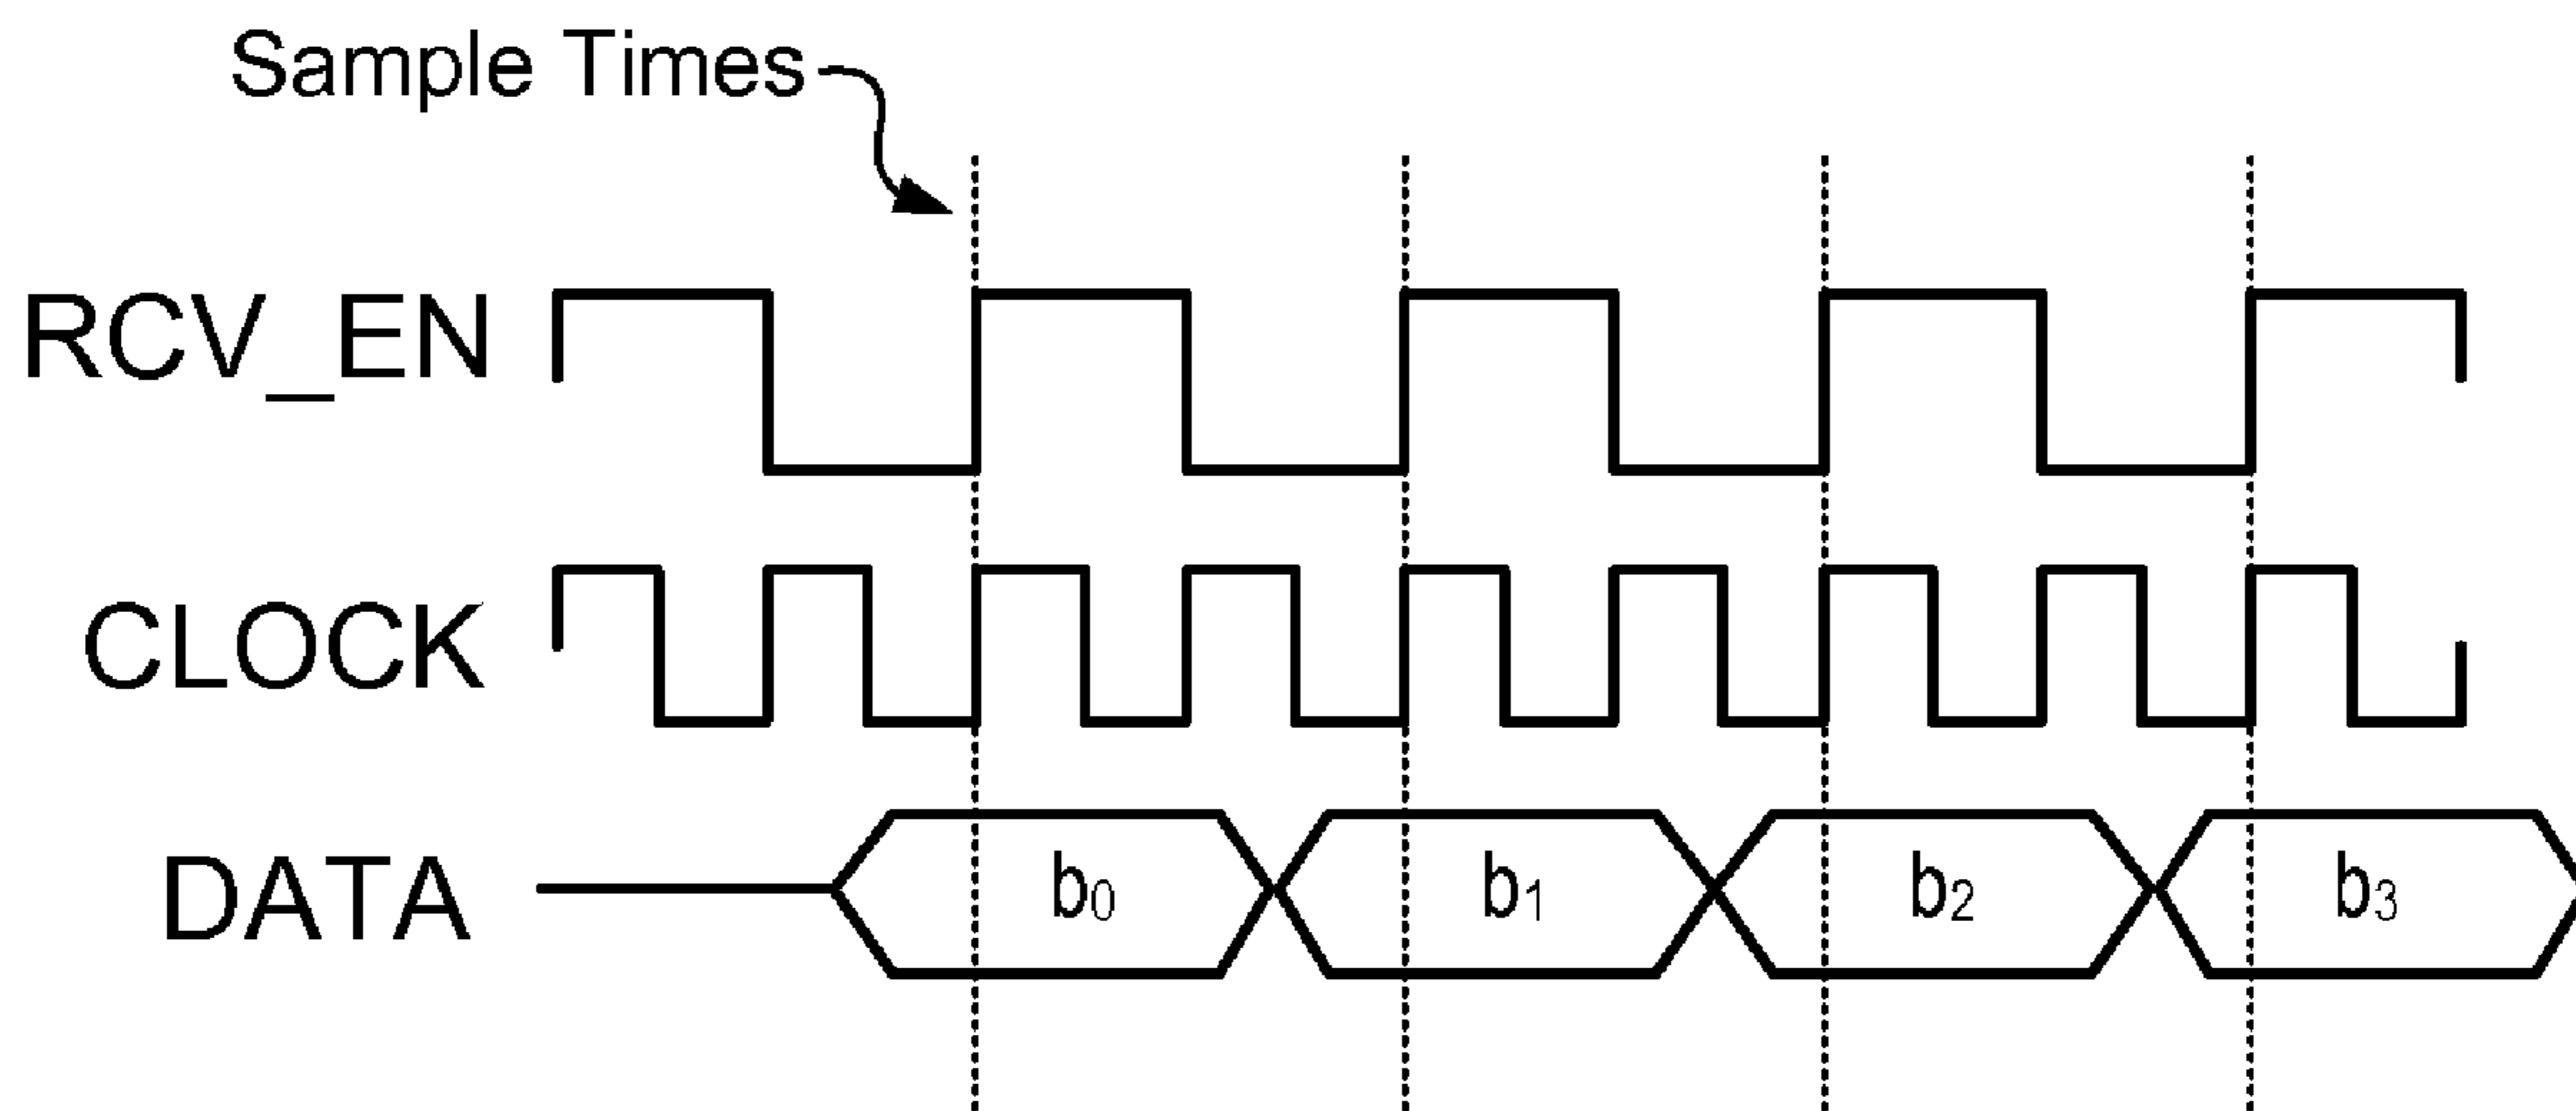 Sample Times
RCV_EN
CLOCK
DATA
b₀ b₁ b₂ b₃